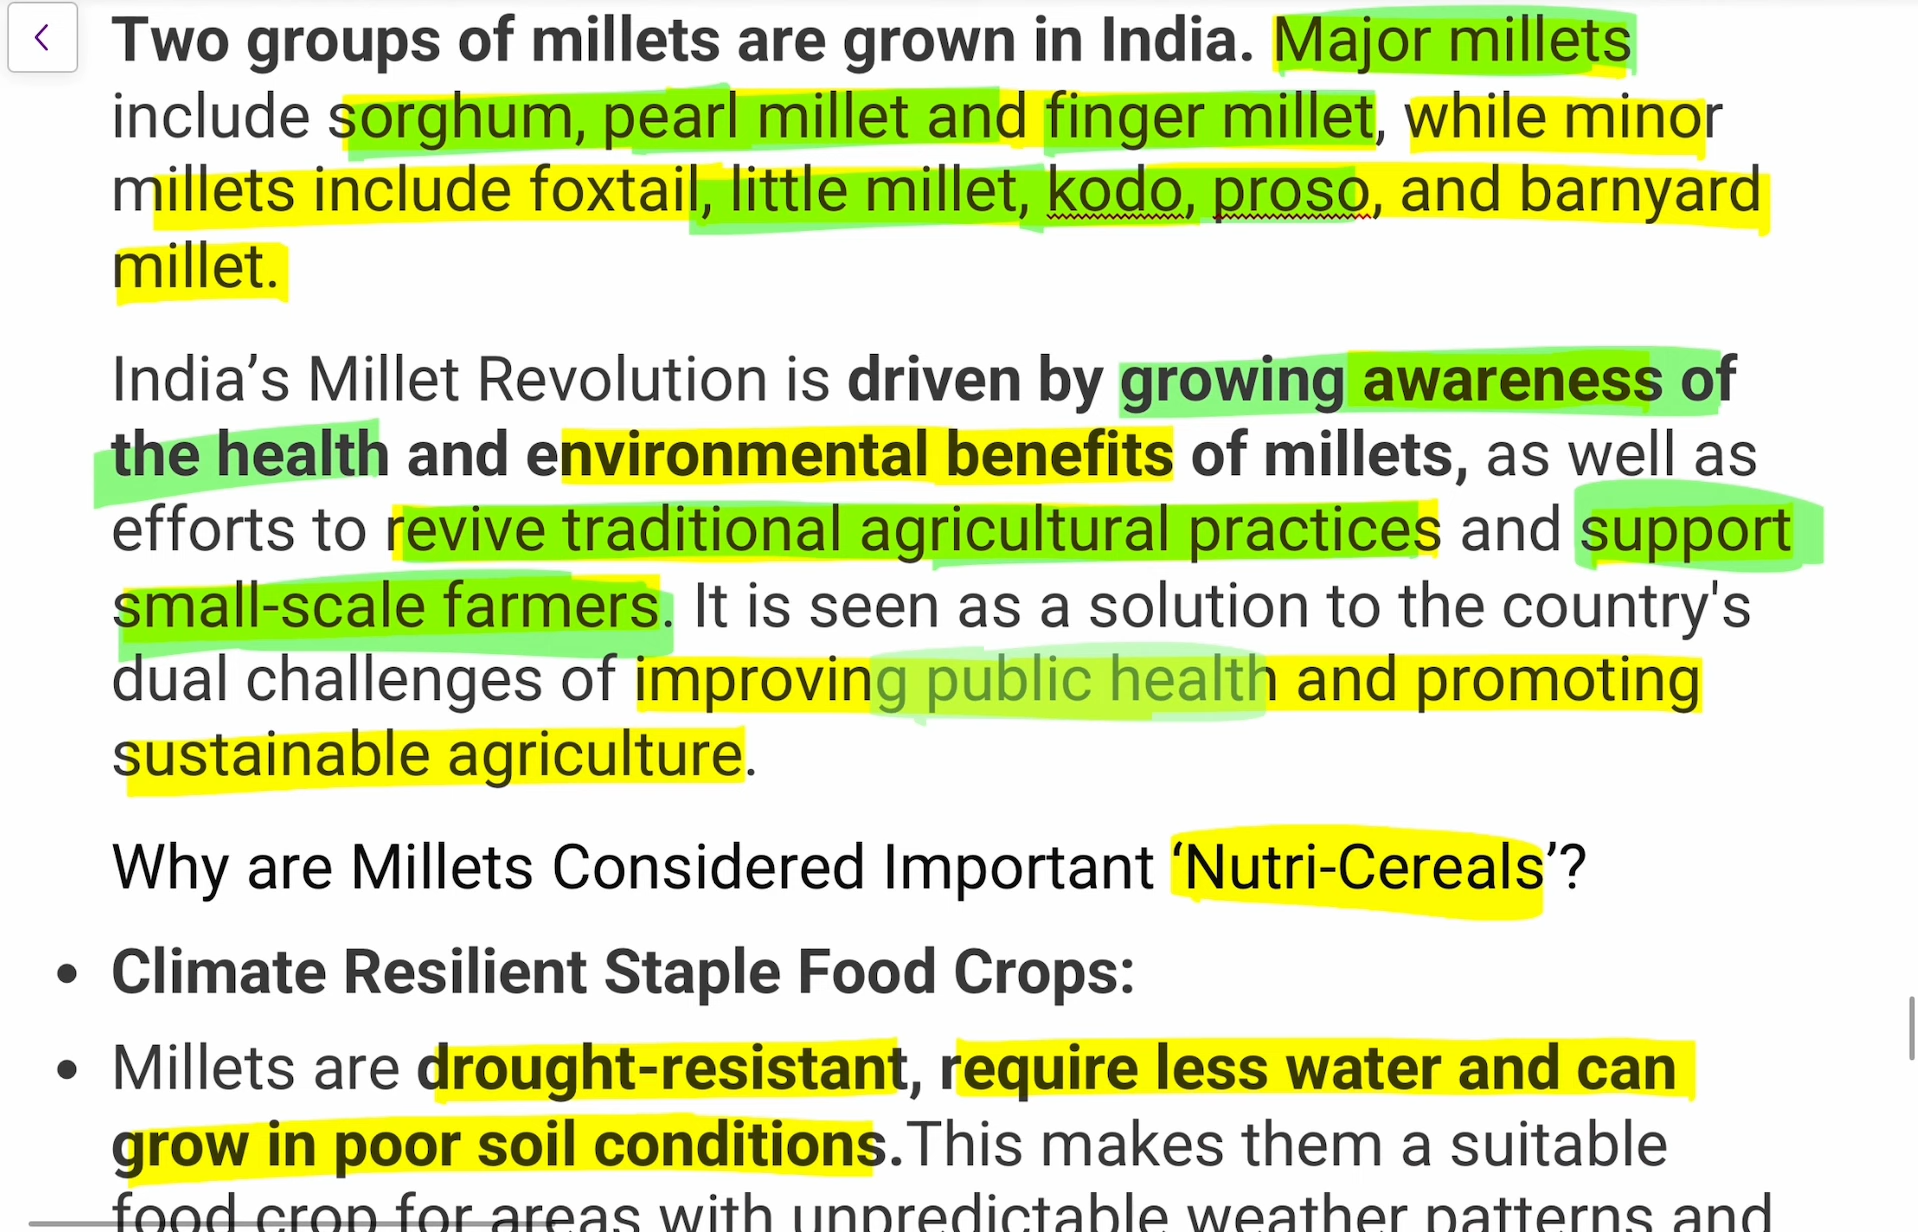 Two groups of millets are grown in India. Major millets
include sorghum, pearl millet and finger millet, while minor
millets include foxtail, little millet, kodo, proso, and barnyard
millet.
India’s Millet Revolution is driven by growing awareness of
the health and environmental benefits of millets, as well as
efforts to revive traditional agricultural practices and support
small-scale farmers. It is seen as a solution to the country's
dual challenges of improving public health and promoting
sustainable agriculture.
Why are Millets Considered Important ‘Nutri-Cereals’?
• Climate Resilient Staple Food Crops:
• Millets are drought-resistant, require less water and can
grow in poor soil conditions.This makes them a suitable
food crop for areas with unpredictable weather patterns and